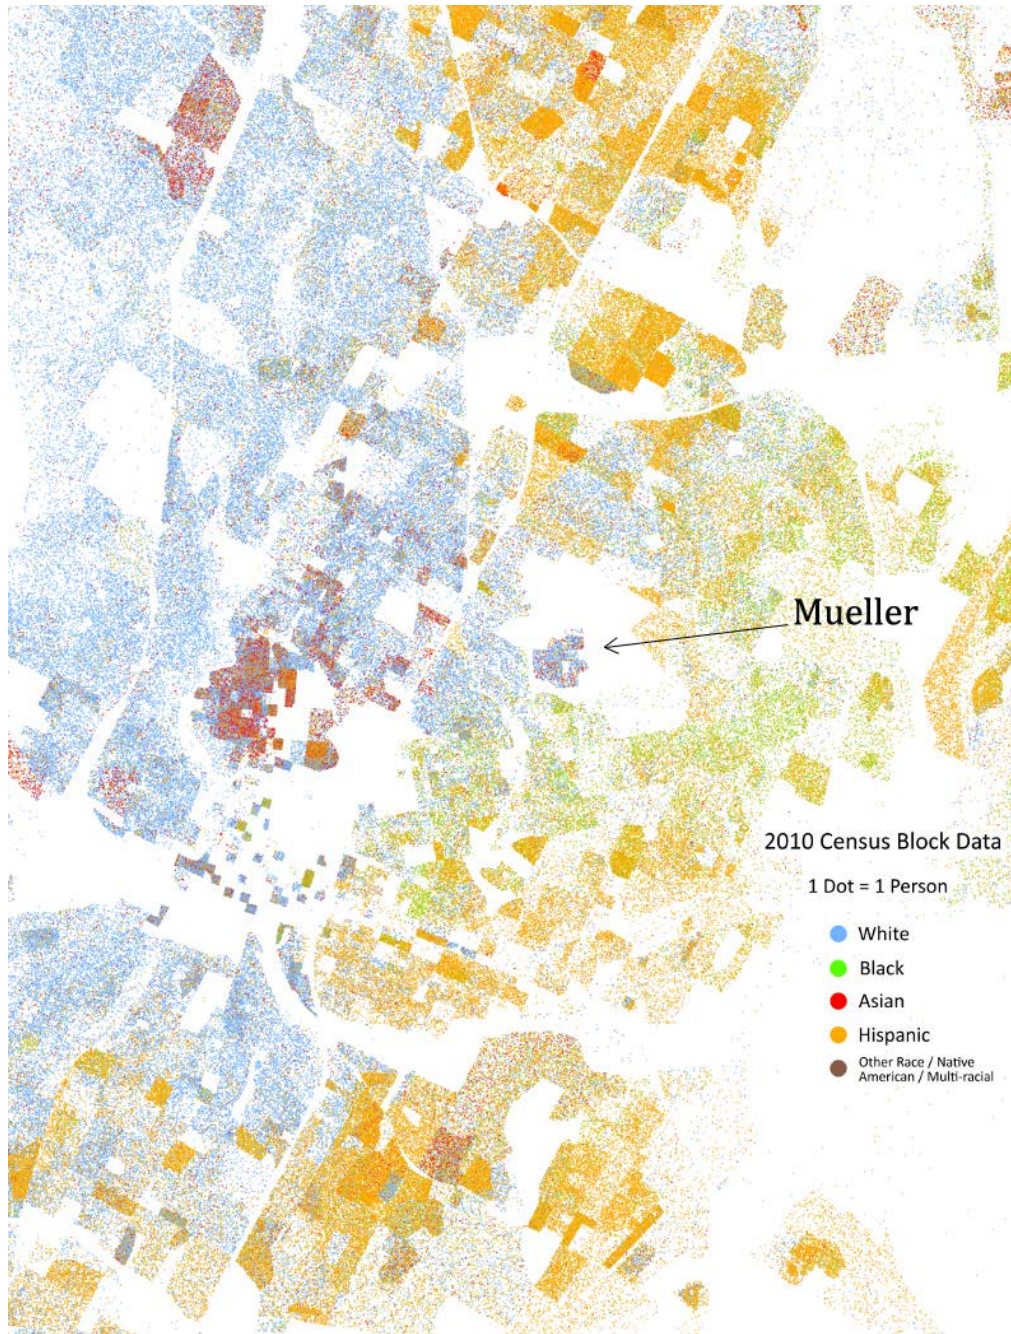 Mueller
2010 Census Block Data
1 Dot = 1 Person
White
Black
Asian
Hispanic
Other Race / Native
American / Multi-racial